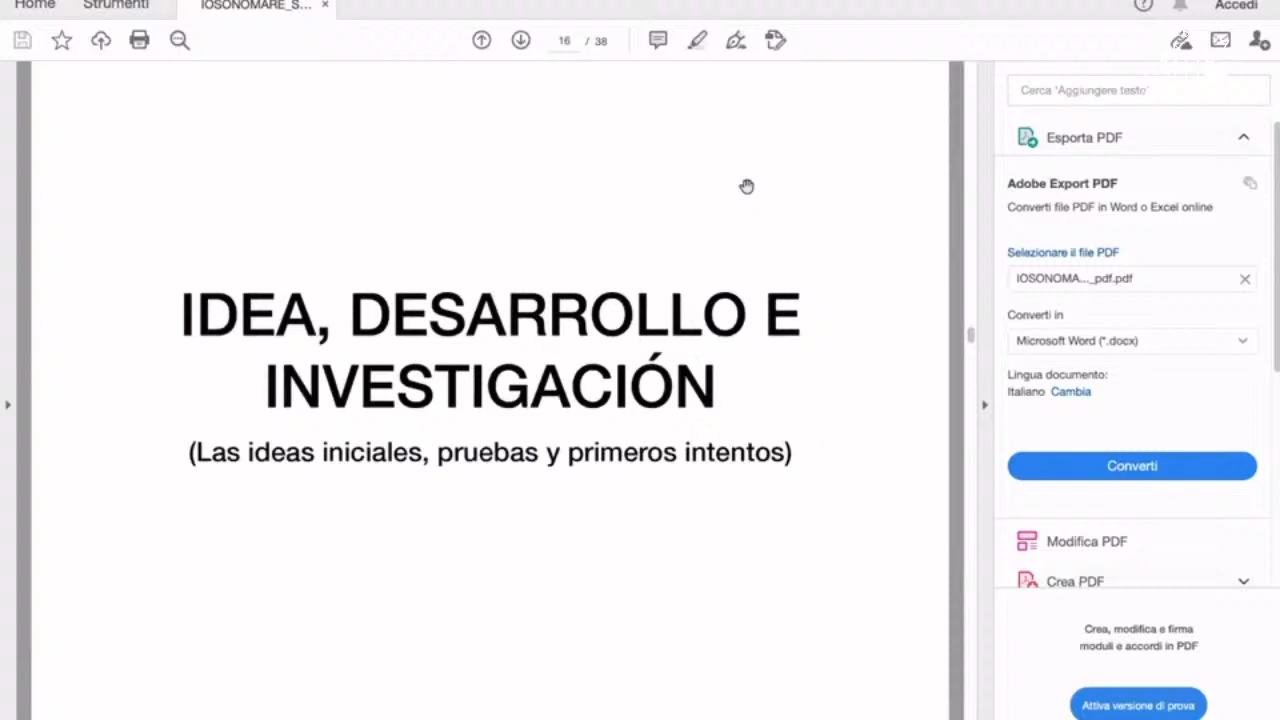 Home
Strumenti
IOSONOMARE_S... ×
Accedi
16 / 38
Cerca 'Aggiungere testo'
Esporta PDF
Adobe Export PDF
Converti file PDF in Word o Excel online
Selezionare il file PDF
IOSONOMA..._pdf.pdf
Converti in
Microsoft Word (*.docx)
Lingua documento:
Italiano Cambia
Converti
Modifica PDF
Crea PDF
Crea, modifica e firma
moduli e accordi in PDF
Attiva versione di prova
IDEA, DESARROLLO E
INVESTIGACIÓN
(Las ideas iniciales, pruebas y primeros intentos)